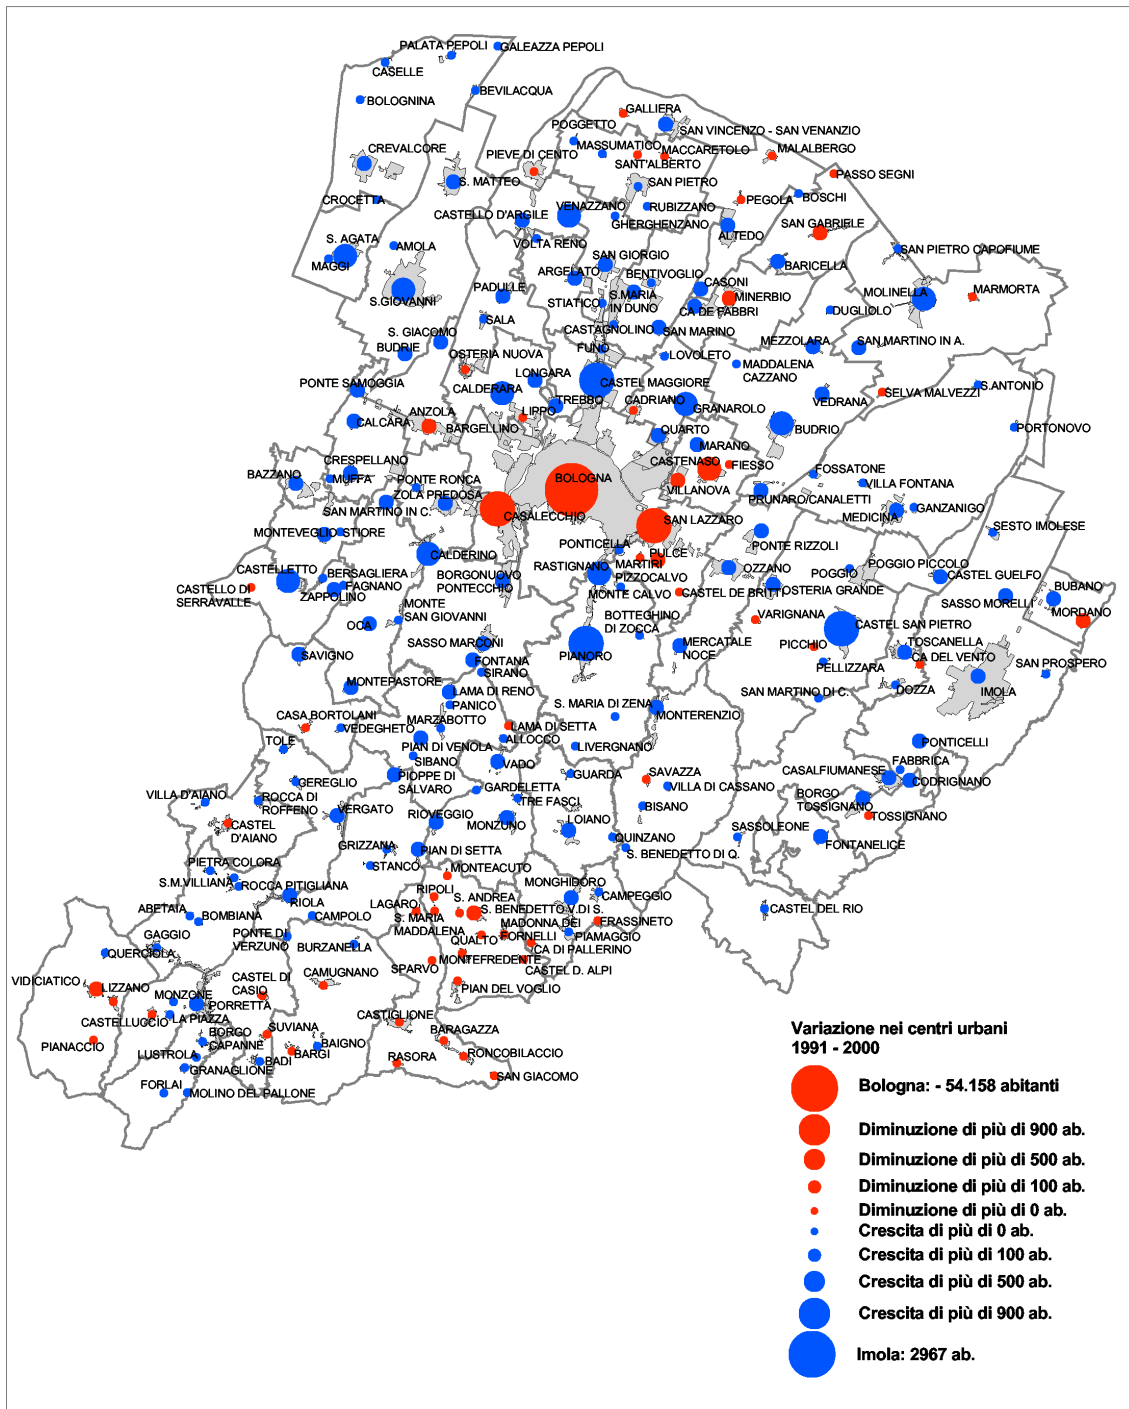 PALATA PEPOLI
GALEAZZA PEPOLI
CASELLE
BEVILACQUA
BOLOGNINA
GALLIERA
POGGETTO
SAN VINCENZO - SAN VENANZIO
CREVALCORE
MASSUMATICO
PIEVE DI CENTO
MACCARETOLO
MALALBERGO
SANT'ALBERTO
PASSO SEGNI
S. MATTEO
SAN PIETRO
CROCETTA
PEGOLA
BOSCHI
VENAZZANO
RUBIZZANO
CASTELLO D'ARGILE
GHERGHENZANO
SAN GABRIELE
ALTEDO
S. AGATA
AMOLA
VOLTA RENO
SAN PIETRO CAPOFIUME
MAGGI
SAN GIORGIO
BARICELLA
ARGELATO
BENTIVOGLIO
CASONI
PADULLE
S.MARIA
IN DUNO
MINERBIO
MOLINELLA
MARMORTA
S.GIOVANNI
STIATICO
CA DE FABBRI
DUGLIOLO
SALA
CASTAGNOLINO
SAN MARINO
S. GIACOMO
MEZZOLARA
SAN MARTINO IN A.
BUDRIE
OSTERIA NUOVA
FUNO
LOVOLETO
MADDALENA
CAZZANO
PONTE SAMOGGIA
LONGARA
CASTEL MAGGIORE
S.ANTONIO
CALDERARA
TREBBO
CADRIANO
GRANAROLO
VEDRANA
SELVA MALVEZZI
ANZOLA
LIPPO
CALCARA
BARGELLINO
QUARTO
BUDRIO
PORTONOVO
MARANO
CRESPELLANO
CASTENASO
FIESSO
BAZZANO
MUFFA
PONTE RONCA
BOLOGNA
FOSSATONE
VILLANOVA
VILLA FONTANA
ZOLA PREDOSA
PRUNARO/CANALETTI
SAN MARTINO IN C.
CASALECCHIO
SAN LAZZARO
MEDICINA
GANZANIGO
MONTEVEGLIO
STIORE
PONTICELLA
PONTE RIZZOLI
SESTO IMOLESE
CALDERINO
PULCE
CASTELLETTO
BERSAGLIERA
BORGONUOVO
PONTECCHIO
RASTIGNANO
MARTIRI
PIZZOCALVO
OZZANO
POGGIO
POGGIO PICCOLO
CASTEL GUELFO
CASTELLO DI
SERRAVALLE
ZAPPOLINO
FAGNANO
MONTE CALVO
CASTEL DE BRITTI
OSTERIA GRANDE
BUBANO
MONTE
SAN GIOVANNI
SASSO MORELLI
MORDANO
OCA
BOTTEGHINO
DI ZOCCA
VARIGNANA
CASTEL SAN PIETRO
SASSO MARCONI
MERCATALE
NOCE
PICCHIO
TOSCANELLA
CA DEL VENTO
SAVIGNO
FONTANA
PIANORO
PELLIZZARA
SAN PROSPERO
SIRANO
MONTEPASTORE
LAMA DI RENO
SAN MARTINO DI C.
DOZZA
IMOLA
PANICO
S. MARIA DI ZENA
CASA BORTOLANI
MARZABOTTO
MONTERENZIO
VEDEGHETO
LAMA DI SETTA
TOLE
ALLOCCO
PIAN DI VENOLA
LIVERGNANO
PONTICELLI
SIBANO
VADO
FABBRICA
PIOPPE DI
SALVARO
GUARDA
SAVAZZA
CASALFIUMANESE
CODRIGNANO
GEREGLIO
GARDELETTA
VILLA DI CASSANO
VILLA D'AIANO
ROCCA DI
ROFFENO
TRE FASCI
BISANO
BORGO
TOSSIGNANO
VERGATO
RIOVEGGIO
MONZUNO
LOIANO
TOSSIGNANO
CASTEL
D'AIANO
QUINZANO
SASSOLEONE
GRIZZANA
PIAN DI SETTA
S. BENEDETTO DI Q.
FONTANELICE
PIETRA COLORA
STANCO
MONTEACUTO
S.M.VILLIANA
ROCCA PITIGLIANA
RIPOLI
MONGHIDORO
S. ANDREA
CAMPEGGIO
RIOLA
LAGARO
ABETAIA
BOMBIANA
CAMPOLO
S. MARIA
MADDALENA
S. BENEDETTO V.DI S.
CASTEL DEL RIO
MADONNA DEI
FORNELLI
FRASSINETO
GAGGIO
PONTE DI
VERZUNO
PIAMAGGIO
QUERCIOLA
BURZANELLA
QUALTO
CA DI PALLERINO
SPARVO
MONTEFREDENTE
VIDICIATICO
CASTEL DI
CASIO
CAMUGNANO
CASTEL D. ALPI
LIZZANO
MONZONE
PIAN DEL VOGLIO
PORRETTA
CASTELLUCCIO
LA PIAZZA
CASTIGLIONE
PIANACCIO
BORGO
CAPANNE
SUVIANA
BARAGAZZA
BAIGNO
LUSTROLA
BADI
BARGI
RASORA
RONCOBILACCIO
GRANAGLIONE
SAN GIACOMO
FORLAI
MOLINO DEL PALLONE
Variazione nei centri urbani
1991 - 2000
Bologna: - 54.158 abitanti
Diminuzione di più di 900 ab.
Diminuzione di più di 500 ab.
Diminuzione di più di 100 ab.
Diminuzione di più di 0 ab.
Crescita di più di 0 ab.
Crescita di più di 100 ab.
Crescita di più di 500 ab.
Crescita di più di 900 ab.
Imola: 2967 ab.